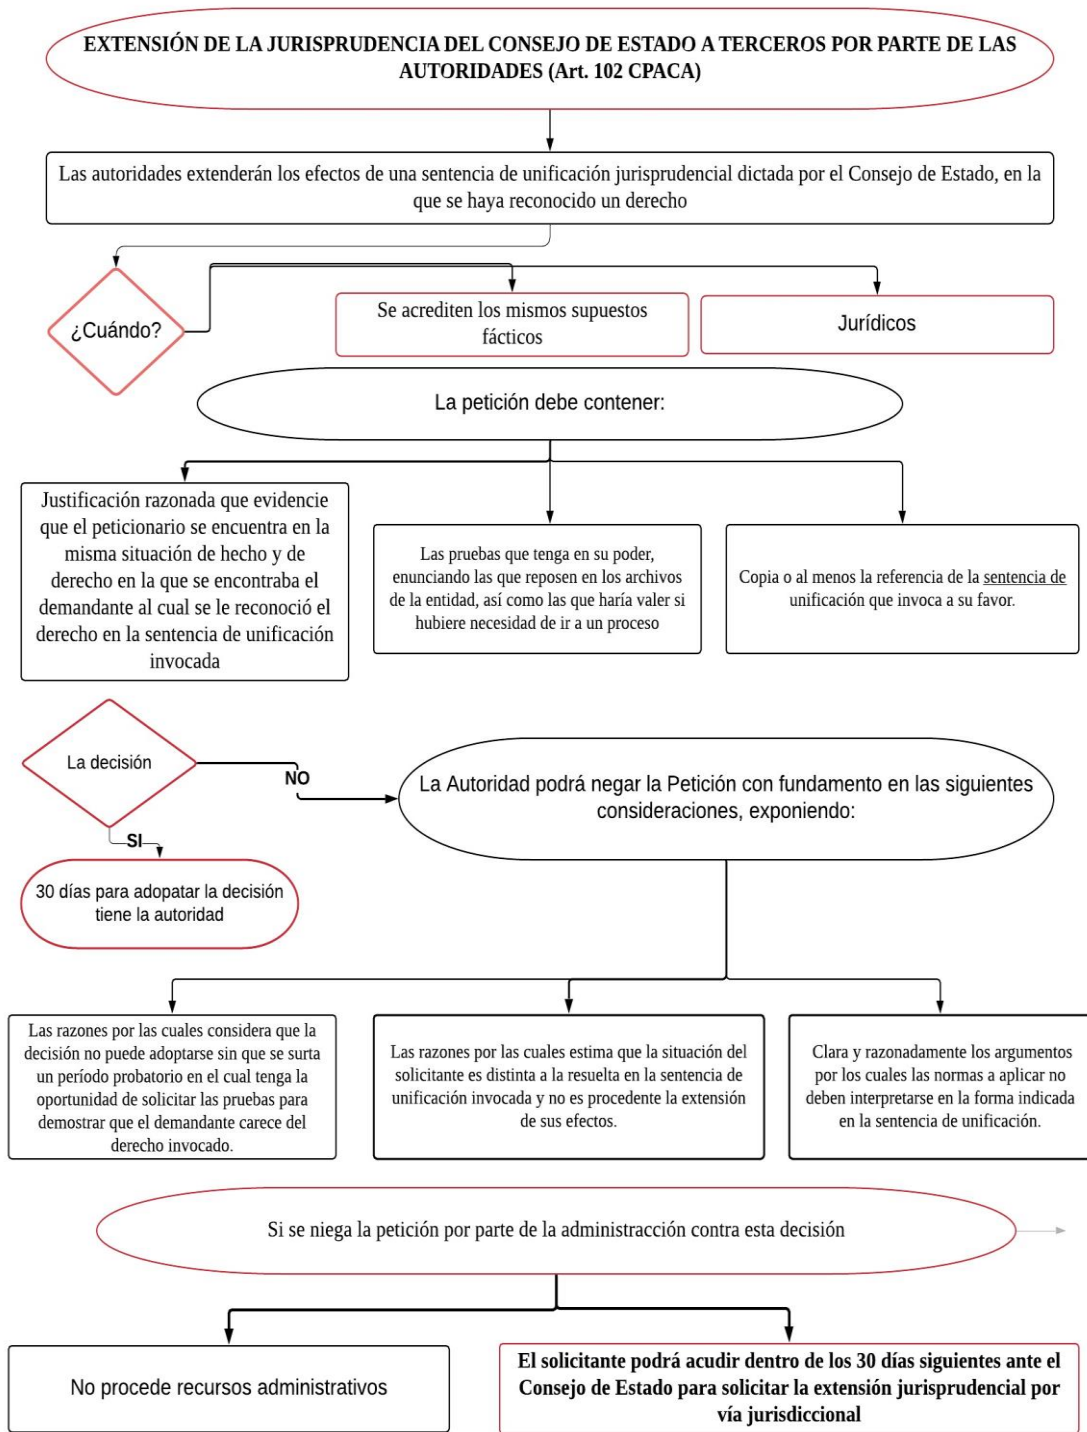 EXTENSIÓN DE LA JURISPRUDENCIA DEL CONSEJO DE ESTADO A TERCEROS POR PARTE DE LAS
AUTORIDADES (Art. 102 CPACA)
Las autoridades extenderán los efectos de una sentencia de unificación jurisprudencial dictada por el Consejo de Estado, en la
que se haya reconocido un derecho
¿Cuándo?
Se acrediten los mismos supuestos
fácticos
Jurídicos
La petición debe contener:
Justificación razonada que evidencie
que el peticionario se encuentra en la
misma situación de hecho y de
derecho en la que se encontraba el
demandante al cual se le reconoció el
derecho en la sentencia de unificación
invocada
Las pruebas que tenga en su poder,
enunciando las que reposen en los archivos
de la entidad, así como las que haría valer si
hubiere necesidad de ir a un proceso
Copia o al menos la referencia de la sentencia de
unificación que invoca a su favor.
La decisión
NO
SI
30 días para adopatar la decisión
tiene la autoridad
La Autoridad podrá negar la Petición con fundamento en las siguientes
consideraciones, exponiendo:
Las razones por las cuales considera que la
decisión no puede adoptarse sin que se surta
un período probatorio en el cual tenga la
oportunidad de solicitar las pruebas para
demostrar que el demandante carece del
derecho invocado.
Las razones por las cuales estima que la situación del
solicitante es distinta a la resuelta en la sentencia de
unificación invocada y no es procedente la extensión
de sus efectos.
Clara y razonadamente los argumentos
por los cuales las normas a aplicar no
deben interpretarse en la forma indicada
en la sentencia de unificación.
Si se niega la petición por parte de la administracción contra esta decisión
No procede recursos administrativos
El solicitante podrá acudir dentro de los 30 días siguientes ante el
Consejo de Estado para solicitar la extensión jurisprudencial por
vía jurisdiccional